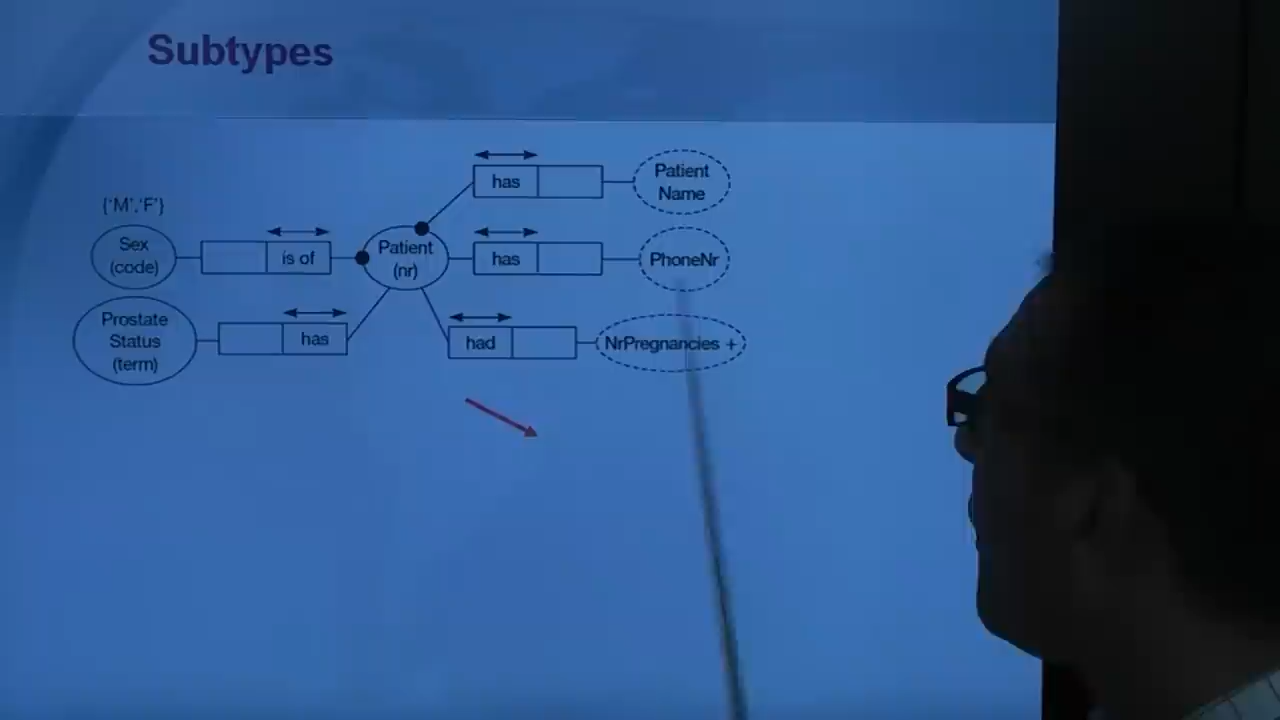 Subtypes
has
Patient
Name
{'M','F'}
Sex
(code)
is of
Patient
(nr)
has
PhoneNr
Prostate
Status
(term)
has
had
NrPregnancies +